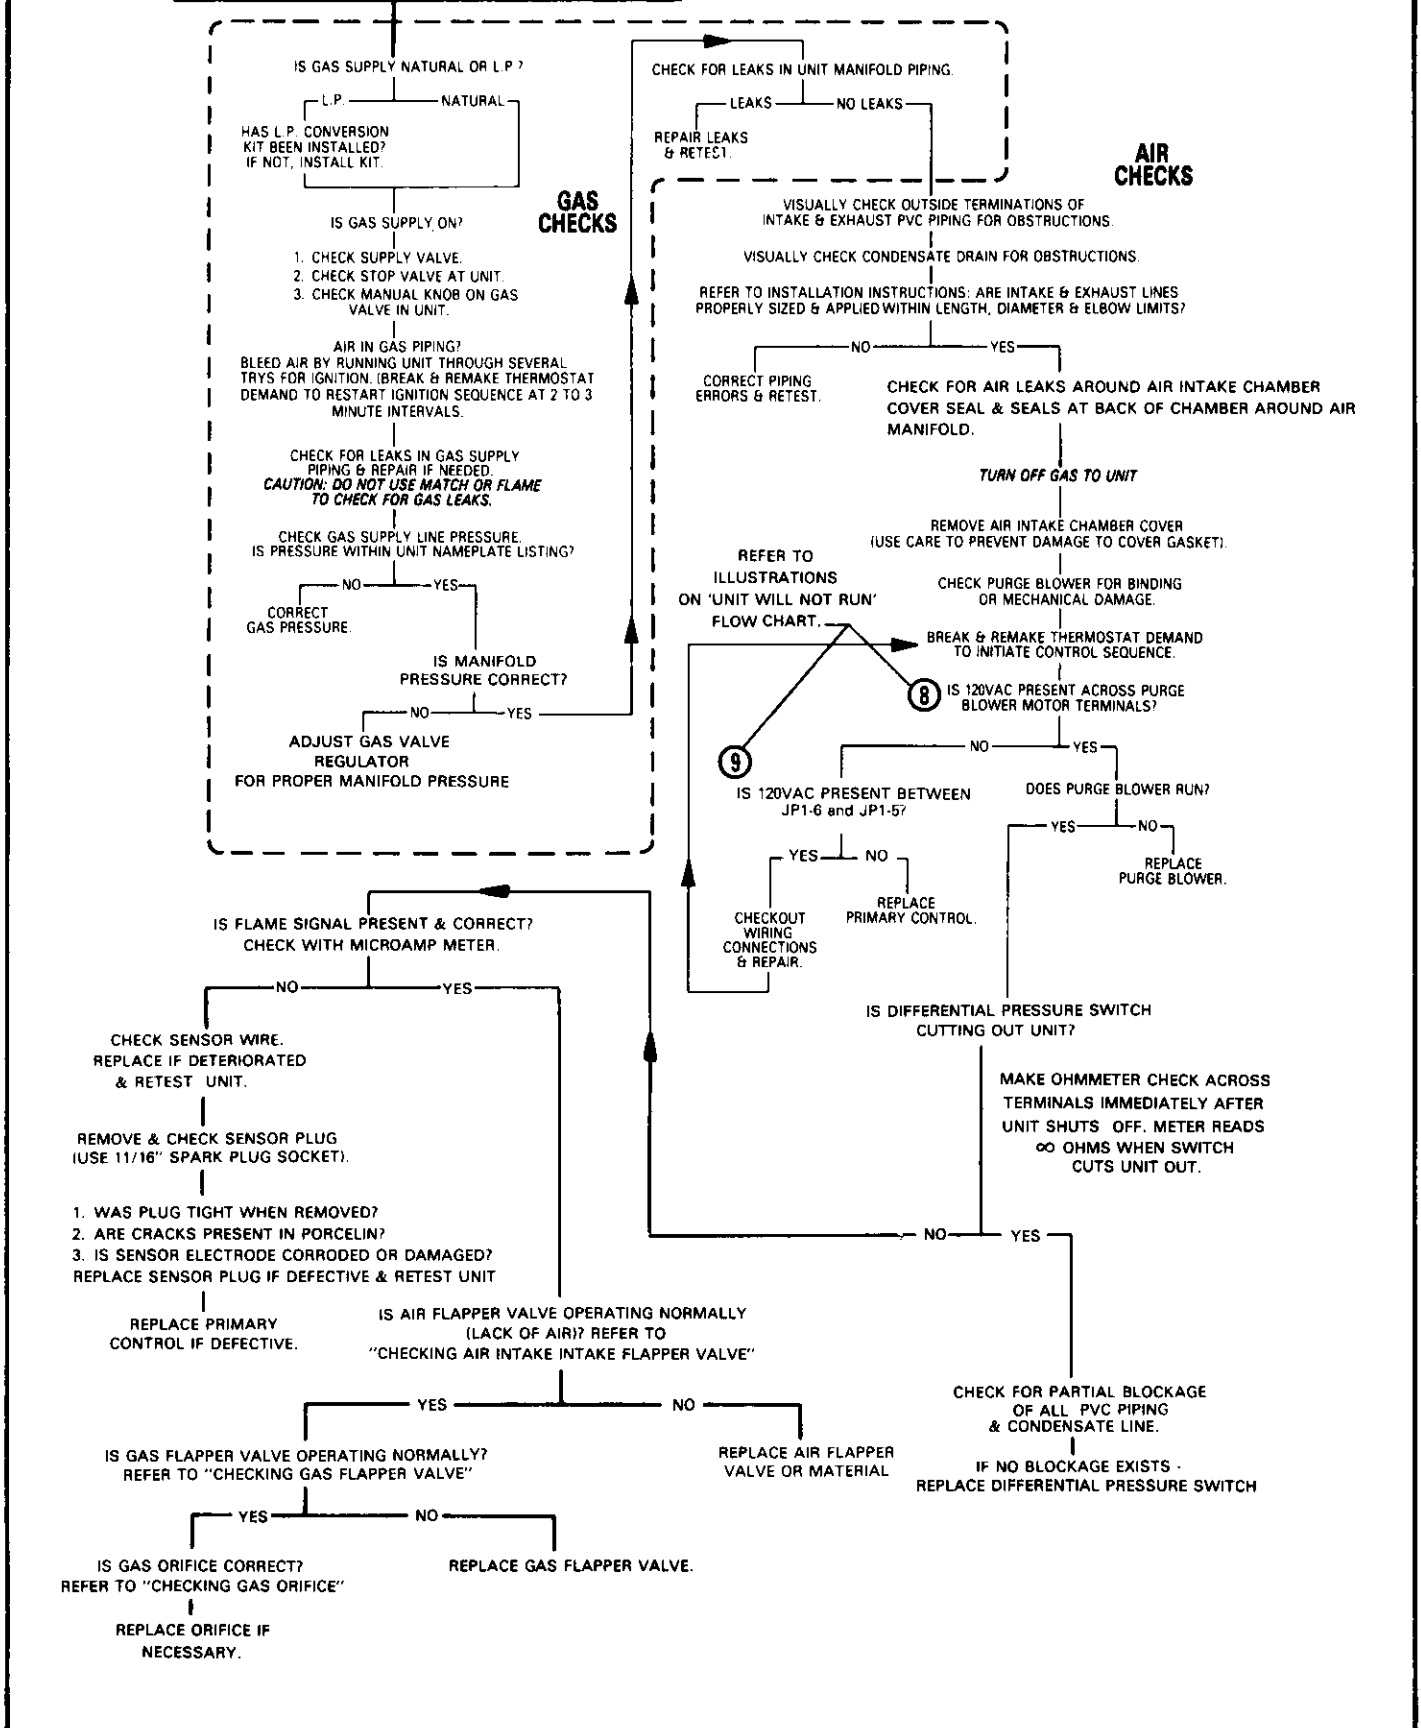 IS GAS SUPPLY NATURAL OR L.P.?
L.P.
NATURAL
HAS L.P. CONVERSION
KIT BEEN INSTALLED?
IF NOT, INSTALL KIT.
GAS
CHECKS
IS GAS SUPPLY ON?
1. CHECK SUPPLY VALVE.
2. CHECK STOP VALVE AT UNIT.
3. CHECK MANUAL KNOB ON GAS
VALVE IN UNIT.
AIR IN GAS PIPING?
BLEED AIR BY RUNNING UNIT THROUGH SEVERAL
TRYS FOR IGNITION. (BREAK & REMAKE THERMOSTAT
DEMAND TO RESTART IGNITION SEQUENCE AT 2 TO 3
MINUTE INTERVALS.
CHECK FOR LEAKS IN GAS SUPPLY
PIPING & REPAIR IF NEEDED.
CAUTION: DO NOT USE MATCH OR FLAME
TO CHECK FOR GAS LEAKS.
CHECK GAS SUPPLY LINE PRESSURE.
IS PRESSURE WITHIN UNIT NAMEPLATE LISTING?
NO
YES
CORRECT
GAS PRESSURE.
IS MANIFOLD
PRESSURE CORRECT?
NO
YES
ADJUST GAS VALVE
REGULATOR
FOR PROPER MANIFOLD PRESSURE
CHECK FOR LEAKS IN UNIT MANIFOLD PIPING.
LEAKS
NO LEAKS
REPAIR LEAKS
& RETEST.
AIR
CHECKS
VISUALLY CHECK OUTSIDE TERMINATIONS OF
INTAKE & EXHAUST PVC PIPING FOR OBSTRUCTIONS.
VISUALLY CHECK CONDENSATE DRAIN FOR OBSTRUCTIONS.
REFER TO INSTALLATION INSTRUCTIONS: ARE INTAKE & EXHAUST LINES
PROPERLY SIZED & APPLIED WITHIN LENGTH, DIAMETER & ELBOW LIMITS?
NO
YES
CORRECT PIPING
ERRORS & RETEST.
CHECK FOR AIR LEAKS AROUND AIR INTAKE CHAMBER
COVER SEAL & SEALS AT BACK OF CHAMBER AROUND AIR
MANIFOLD.
TURN OFF GAS TO UNIT
REMOVE AIR INTAKE CHAMBER COVER
(USE CARE TO PREVENT DAMAGE TO COVER GASKET).
CHECK PURGE BLOWER FOR BINDING
OR MECHANICAL DAMAGE.
REFER TO
ILLUSTRATIONS
ON 'UNIT WILL NOT RUN'
FLOW CHART.
BREAK & REMAKE THERMOSTAT DEMAND
TO INITIATE CONTROL SEQUENCE.
8
IS 120VAC PRESENT ACROSS PURGE
BLOWER MOTOR TERMINALS?
NO
YES
9
IS 120VAC PRESENT BETWEEN
JP1-6 and JP1-5?
YES
NO
CHECKOUT
WIRING
CONNECTIONS
& REPAIR.
REPLACE
PRIMARY CONTROL.
DOES PURGE BLOWER RUN?
YES
NO
REPLACE
PURGE BLOWER.
IS DIFFERENTIAL PRESSURE SWITCH
CUTTING OUT UNIT?
MAKE OHMMETER CHECK ACROSS
TERMINALS IMMEDIATELY AFTER
UNIT SHUTS OFF. METER READS
∞ OHMS WHEN SWITCH
CUTS UNIT OUT.
NO
YES
CHECK FOR PARTIAL BLOCKAGE
OF ALL PVC PIPING
& CONDENSATE LINE.
IF NO BLOCKAGE EXISTS -
REPLACE DIFFERENTIAL PRESSURE SWITCH
IS FLAME SIGNAL PRESENT & CORRECT?
CHECK WITH MICROAMP METER.
NO
YES
CHECK SENSOR WIRE.
REPLACE IF DETERIORATED
& RETEST UNIT.
REMOVE & CHECK SENSOR PLUG
(USE 11/16" SPARK PLUG SOCKET).
1. WAS PLUG TIGHT WHEN REMOVED?
2. ARE CRACKS PRESENT IN PORCELIN?
3. IS SENSOR ELECTRODE CORRODED OR DAMAGED?
REPLACE SENSOR PLUG IF DEFECTIVE & RETEST UNIT
REPLACE PRIMARY
CONTROL IF DEFECTIVE.
IS AIR FLAPPER VALVE OPERATING NORMALLY
(LACK OF AIR)? REFER TO
"CHECKING AIR INTAKE INTAKE FLAPPER VALVE"
YES
NO
IS GAS FLAPPER VALVE OPERATING NORMALLY?
REFER TO "CHECKING GAS FLAPPER VALVE"
REPLACE AIR FLAPPER
VALVE OR MATERIAL
YES
NO
IS GAS ORIFICE CORRECT?
REFER TO "CHECKING GAS ORIFICE"
REPLACE GAS FLAPPER VALVE.
REPLACE ORIFICE IF
NECESSARY.